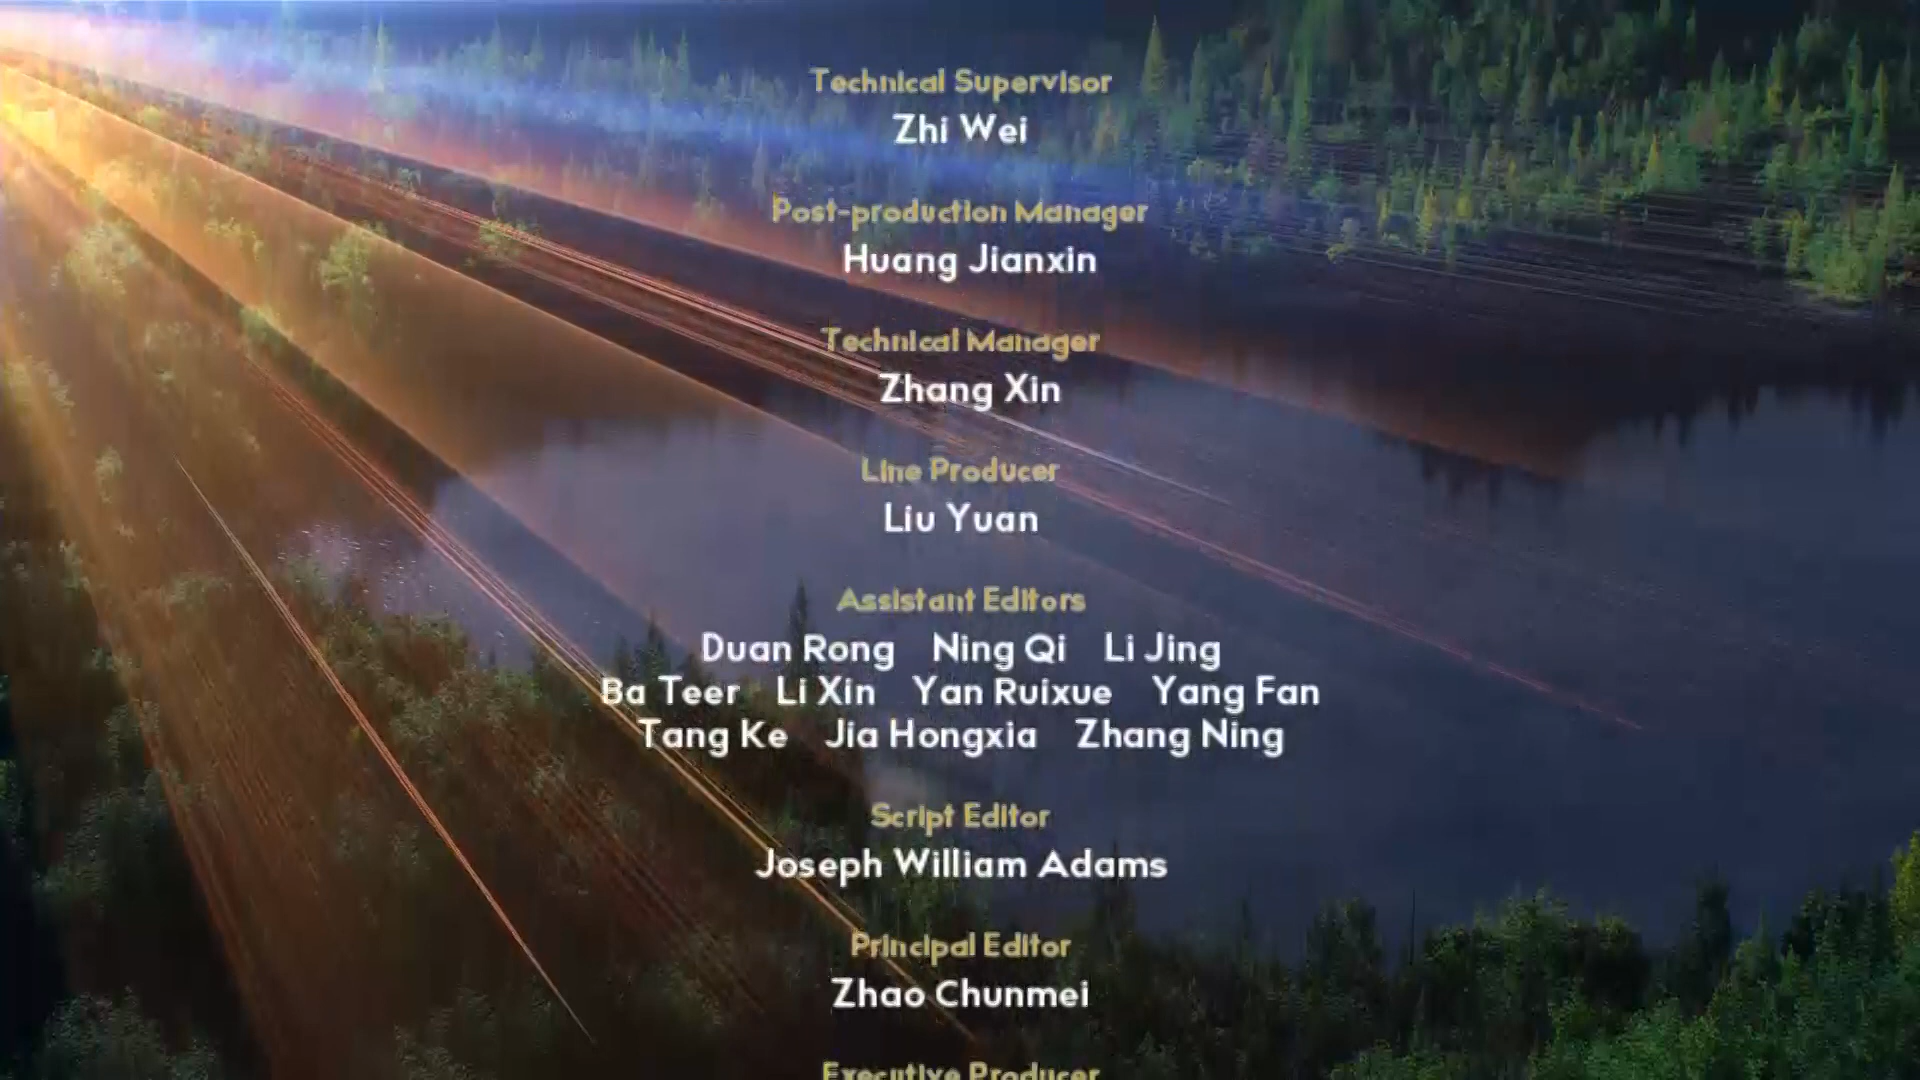 Technical Supervisor
Zhi Wei
Post-production Manager
Huang Jianxin
Technical Manager
Zhang Xin
Line Producer
Liu Yuan
Assistant Editors
Duan Rong Ning Qi Li Jing
Ba Teer Li Xin Yan Ruixue Yang Fan
Tang Ke Jia Hongxia Zhang Ning
Script Editor
Joseph William Adams
Principal Editor
Zhao Chunmei
Executive Producer